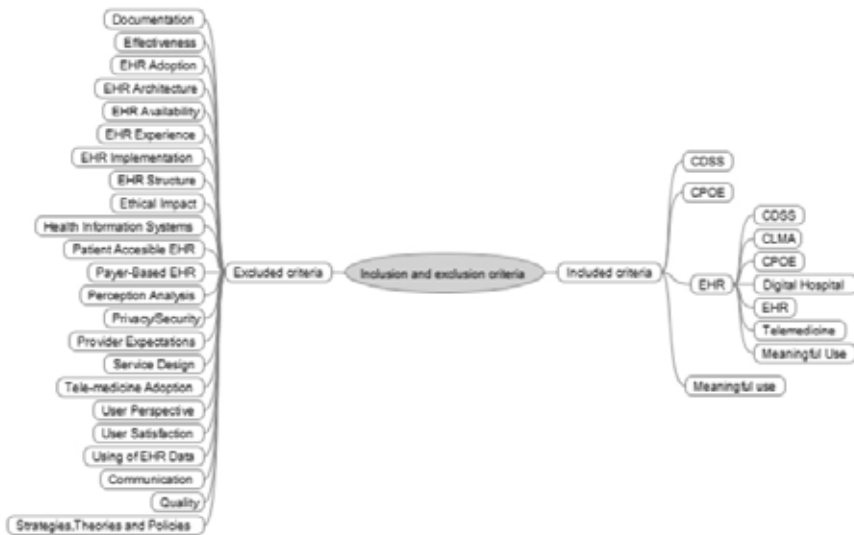 Documentation
Effectiveness
EHR Adoption
EHR Architecture
EHR Availability
EHR Experience
EHR Implementation
EHR Structure
Ethical Impact
Health Information Systems
Patient Accesible EHR
Payer-Based EHR
Perception Analysis
Privacy/Security
Provider Expectations
Service Design
Tele-medicine Adoption
User Perspective
User Satisfaction
Using of EHR Data
Communication
Quality
Strategies,Theories and Policies
Excluded criteria
Inclusion and exclusion criteria
Included criteria
CDSS
CPOE
EHR
Meaningful use
CDSS
CLMA
CPOE
Digital Hospital
EHR
Telemedicine
Meaningful Use